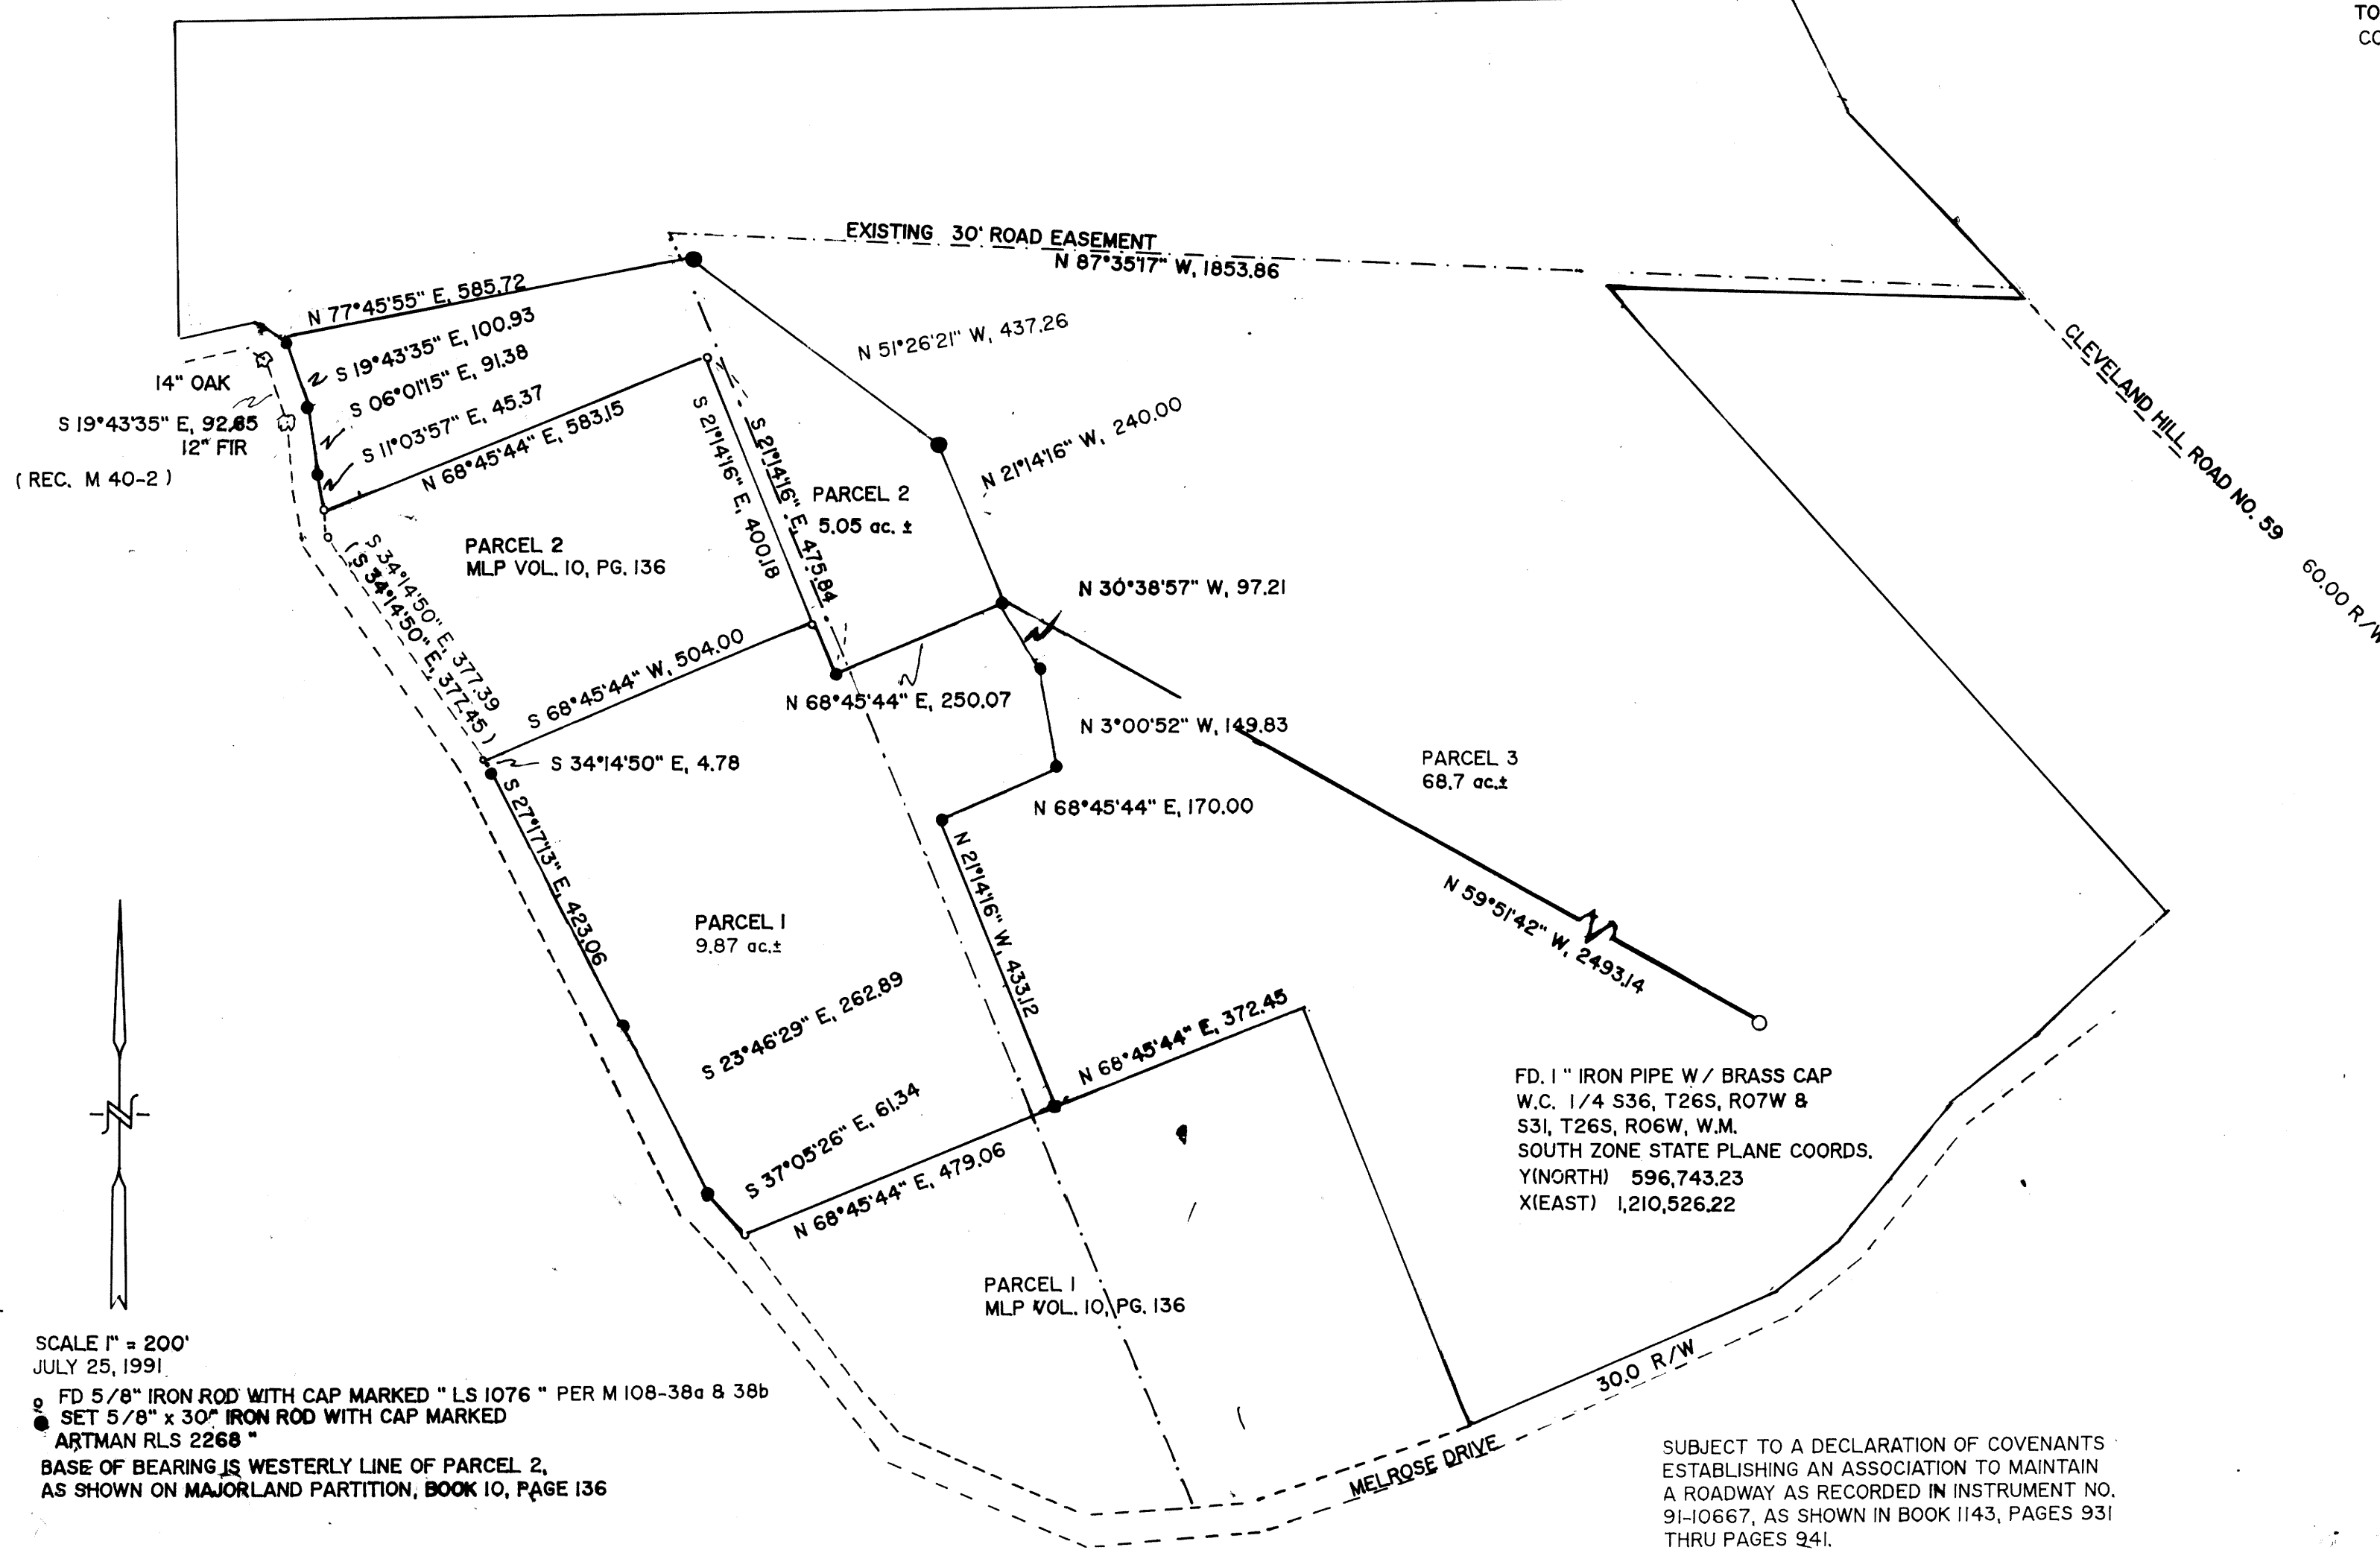 TO
CO
EXISTING 30' ROAD EASEMENT
N 87°35'17" W, 1853.86
N 77°45'55" E, 585.72
S 19°43'35" E, 100.93
S 06°01'15" E, 91.38
S 11°03'57" E, 45.37
N 68°45'44" E, 583.15
14" OAK
S 19°43'35" E, 92.65
12" FIR
( REC. M 40-2 )
N 51°26'21" W, 437.26
N 21°14'16" W, 240.00
CLEVELAND HILL ROAD NO. 59
60.00 R/W
S 21°14'16" E, 475.84
S 21°14'16" E, 400.18
PARCEL 2
5.05 ac. ±
PARCEL 2
MLP VOL. 10, PG. 136
S 34°14'50" E, 377.39
( S 34°14'50" E, 377.45 )
S 68°45'44" W, 504.00
N 30°38'57" W, 97.21
N 68°45'44" E, 250.07
N 3°00'52" W, 149.83
S 34°14'50" E, 4.78
PARCEL 3
68.7 ac.±
N 68°45'44" E, 170.00
S 27°17'13" E, 423.06
N 21°14'16" W, 433.12
PARCEL 1
9.87 ac.±
N 59°51'42" W, 2493.14
S 23°46'29" E, 262.89
N 68°45'44" E, 372.45
S 37°05'26" E, 61.34
N 68°45'44" E, 479.06
FD. 1" IRON PIPE W/ BRASS CAP
W.C. 1/4 S36, T26S, R07W &
S31, T26S, R06W, W.M.
SOUTH ZONE STATE PLANE COORDS.
Y(NORTH) 596,743.23
X(EAST) 1,210,526.22
PARCEL 1
MLP VOL. 10, PG. 136
30.0 R/W
MELROSE DRIVE
N
SCALE 1" = 200'
JULY 25, 1991
FD 5/8" IRON ROD WITH CAP MARKED " LS 1076 " PER M 108-38a & 38b
SET 5/8" x 30" IRON ROD WITH CAP MARKED
ARTMAN RLS 2268 "
BASE OF BEARING IS WESTERLY LINE OF PARCEL 2,
AS SHOWN ON MAJOR LAND PARTITION, BOOK 10, PAGE 136
SUBJECT TO A DECLARATION OF COVENANTS
ESTABLISHING AN ASSOCIATION TO MAINTAIN
A ROADWAY AS RECORDED IN INSTRUMENT NO.
91-10667, AS SHOWN IN BOOK 1143, PAGES 931
THRU PAGES 941.